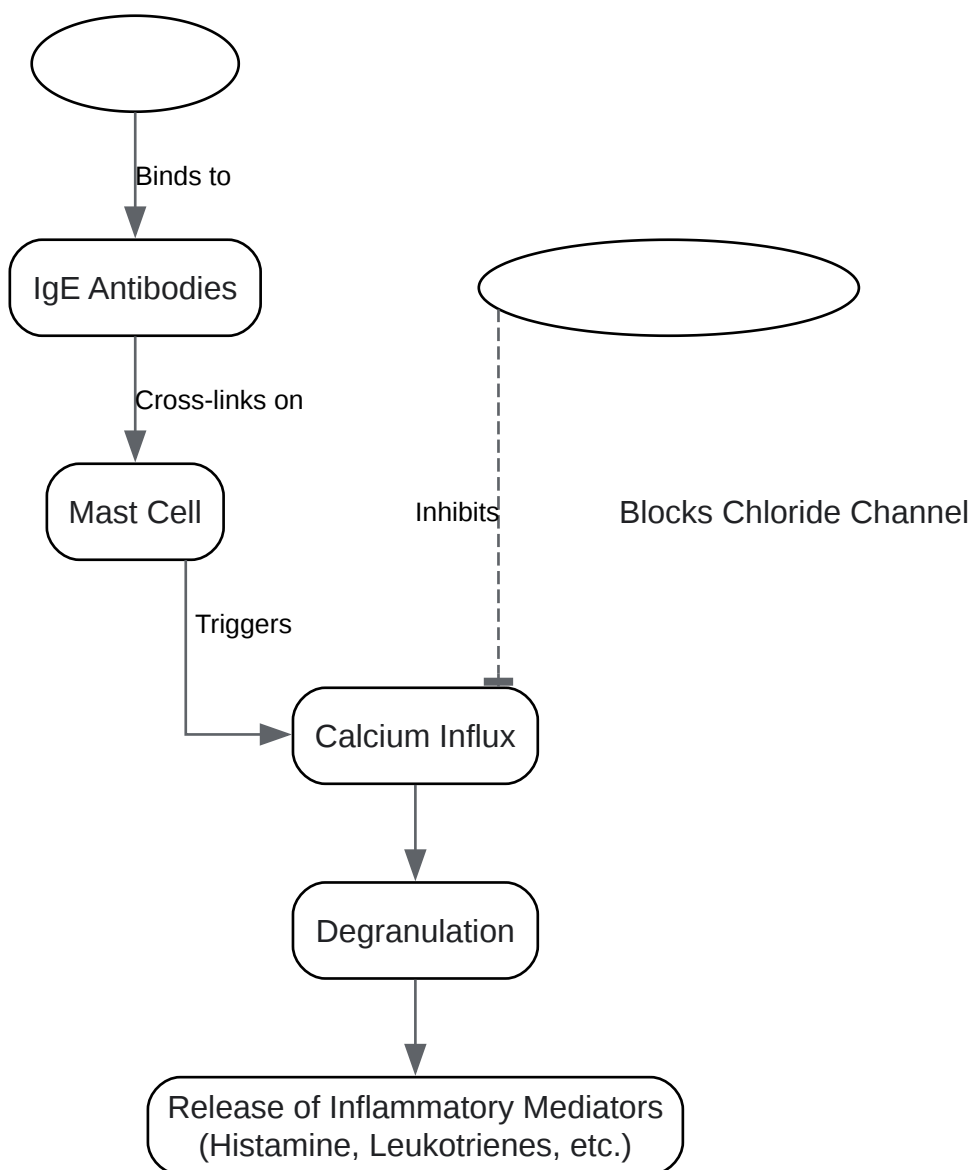 Binds to
IgE Antibodies
Cross-links on
Mast Cell
Inhibits
Blocks Chloride Channel
Triggers
Calcium Influx
Degranulation
Release of Inflammatory Mediators
(Histamine, Leukotrienes, etc.)